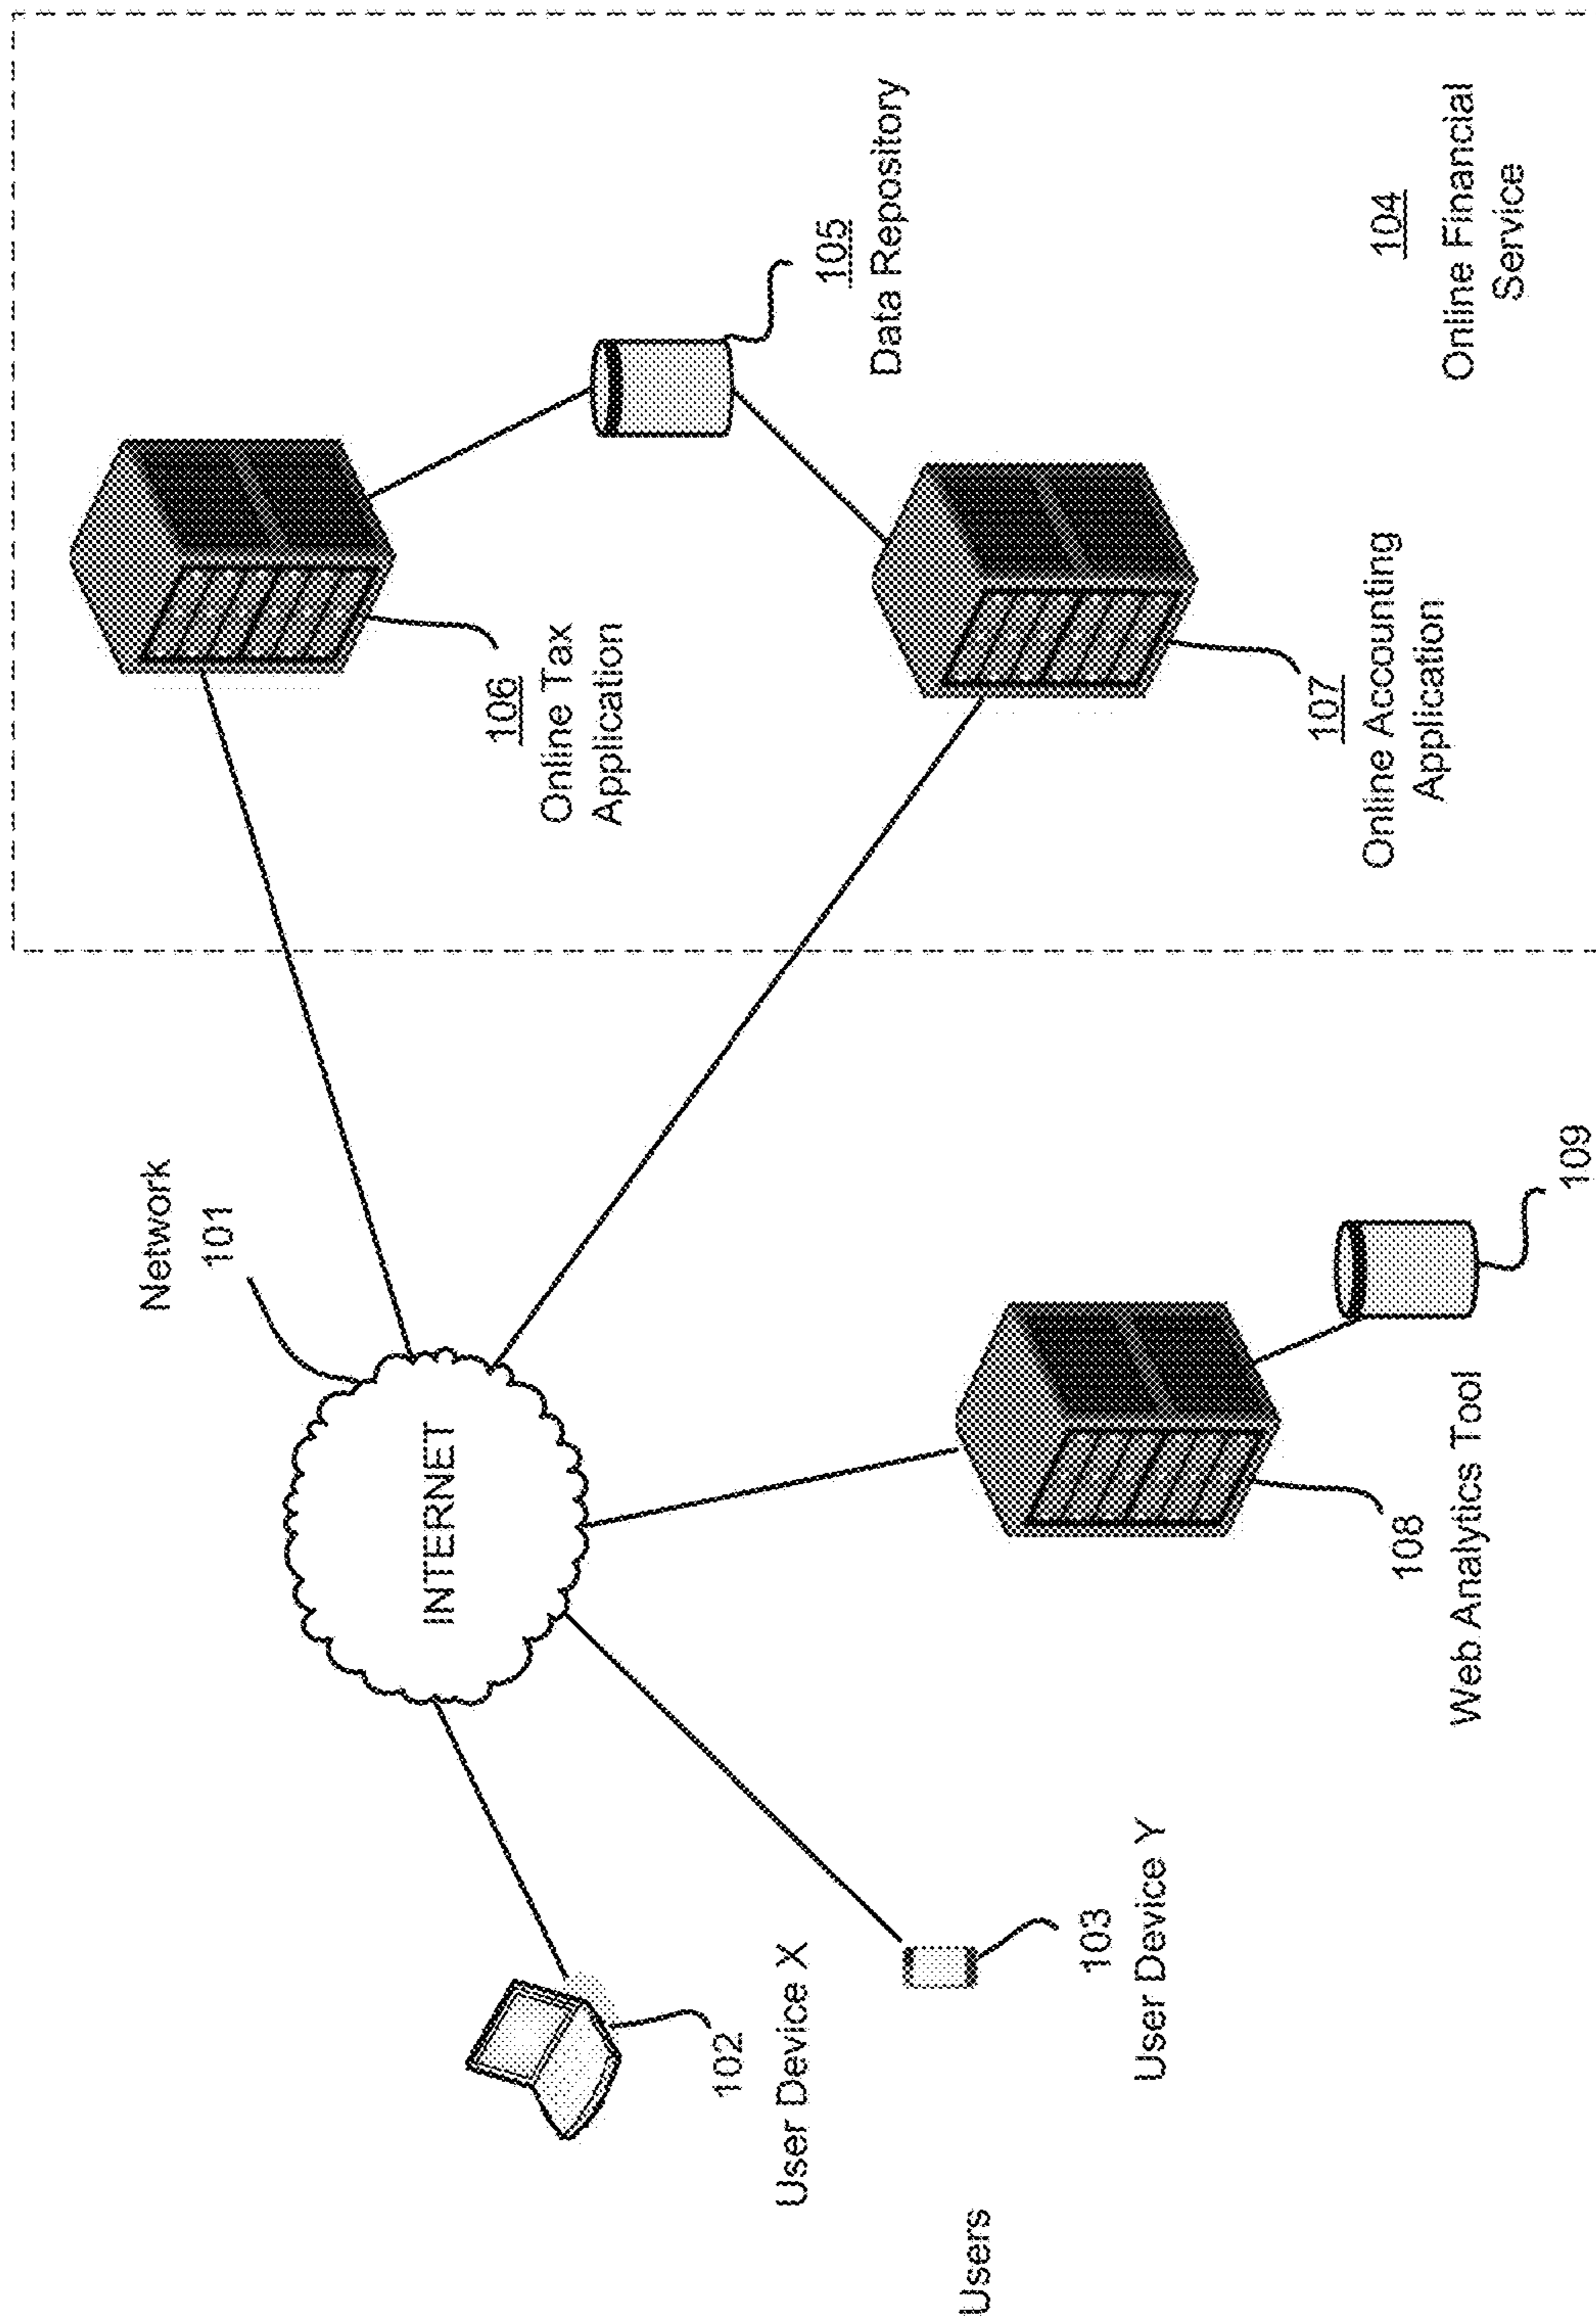 Network
101
INTERNET
102
User Device X
103
User Device Y
Users
108
Web Analytics Tool
109
106
Online Tax
Application
105
Data Repository
107
Online Accounting
Application
104
Online Financial
Service